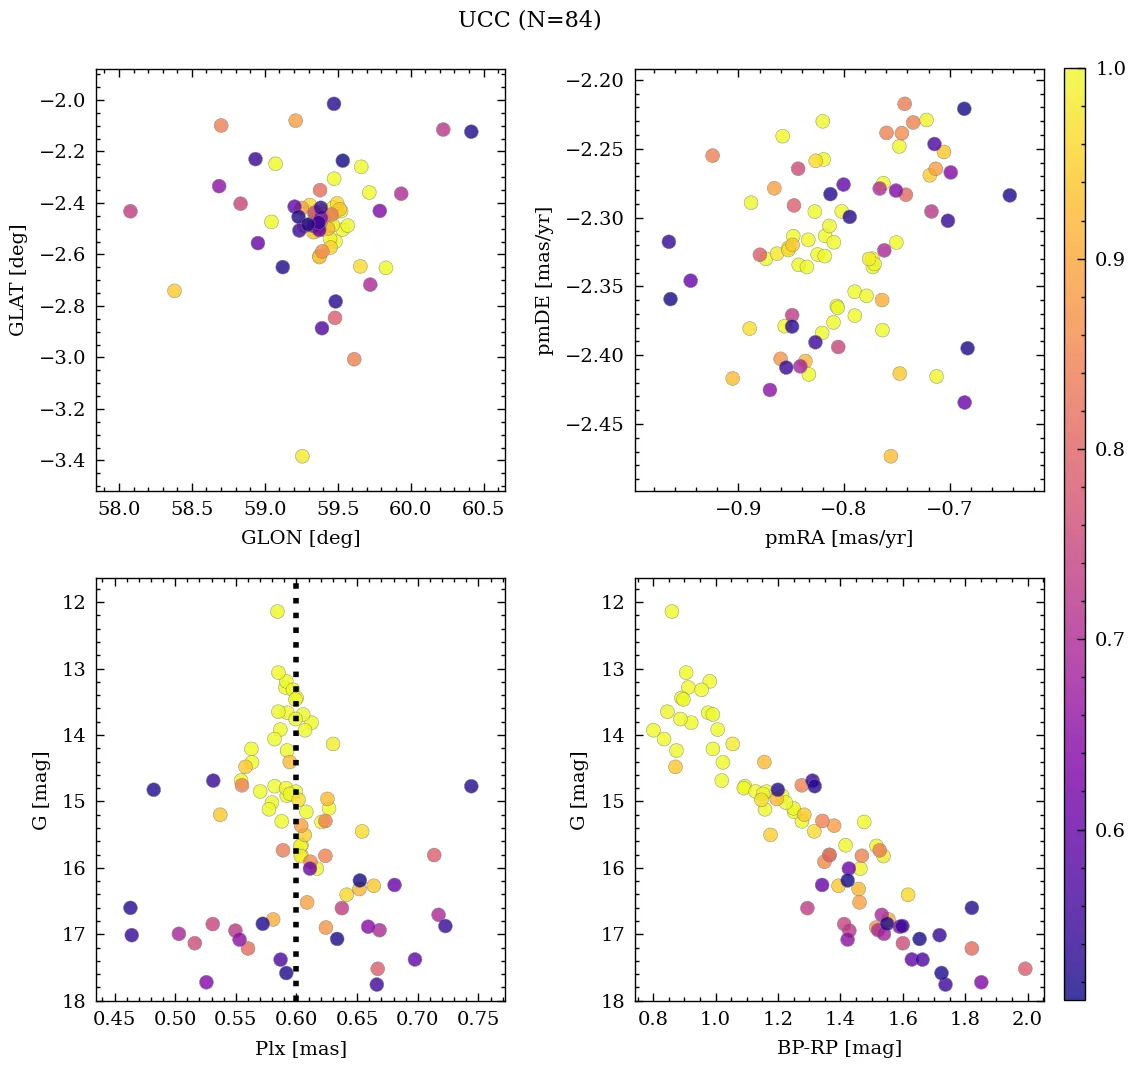 UCC (N=84)
−2.0
−2.2
−2.4
−2.6
−2.8
−3.0
−3.2
−3.4
GLAT [deg]
58.0 58.5 59.0 59.5 60.0 60.5
GLON [deg]
−2.20
−2.25
−2.30
−2.35
−2.40
−2.45
pmDE [mas/yr]
−0.9 −0.8 −0.7
pmRA [mas/yr]
1.0
0.9
0.8
0.7
0.6
12
13
14
15
16
17
18
G [mag]
0.45 0.50 0.55 0.60 0.65 0.70 0.75
Plx [mas]
12
13
14
15
16
17
18
G [mag]
0.8 1.0 1.2 1.4 1.6 1.8 2.0
BP-RP [mag]